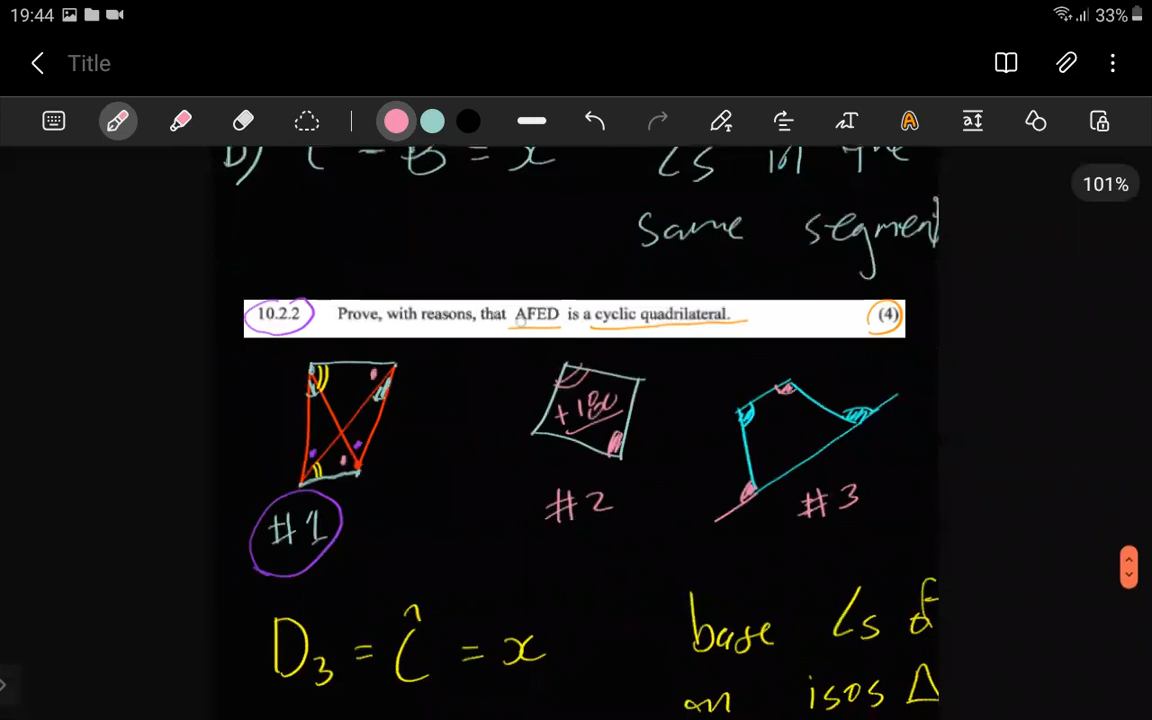 19:44
33%
Title
101%
D) Ĉ = B = x ∠s in the
same segment
10.2.2 Prove, with reasons, that AFED is a cyclic quadrilateral. (4)
+180
#1
#2
#3
D3 = Ĉ = x
base ∠s of
an isos Δ